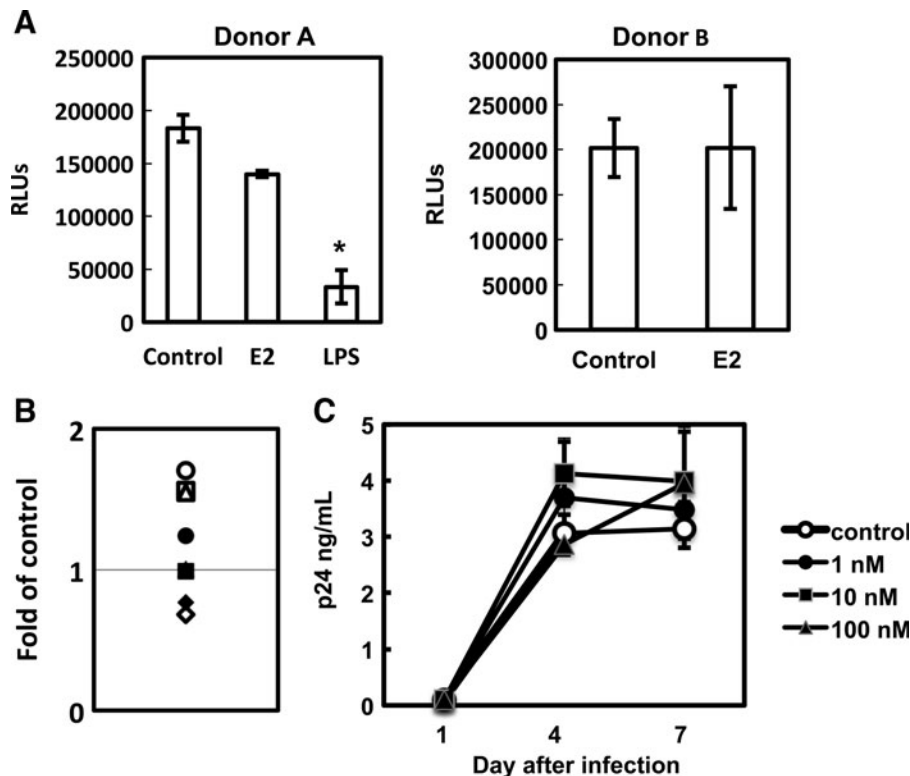 A
Donor A
250000
200000
150000
100000
50000
0
RLUs
*
Control E2 LPS
Donor B
300000
250000
200000
150000
200000
150000
100000
50000
0
RLUs
Control E2
B
2
1
0
Fold of control
C
5
4
3
2
1
0
p24 ng/mL
1 4 7
Day after infection
control
1 nM
10 nM
100 nM